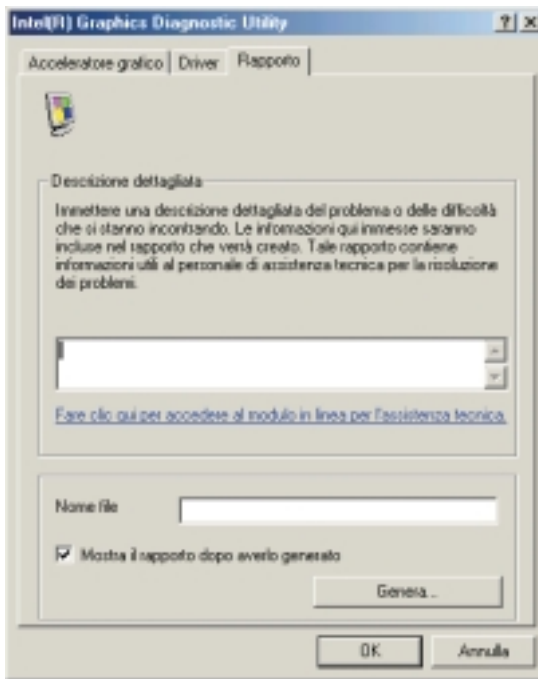 Intel(R) Graphics Diagnostic Utility
Acceleratore grafico Driver Rapporto
Descrizione dettagliata
Immettere una descrizione dettagliata del problema o delle difficoltà
che si stanno incontrando. Le informazioni qui immesse saranno
incluse nel rapporto che verrà creato. Tale rapporto contiene
informazioni utili al personale di assistenza tecnica per la risoluzione
dei problemi.
Fare clic qui per accedere al modulo in linea per l'assistenza tecnica.
Nome file
Mostra il rapporto dopo averlo generato
Genera...
OK Annulla